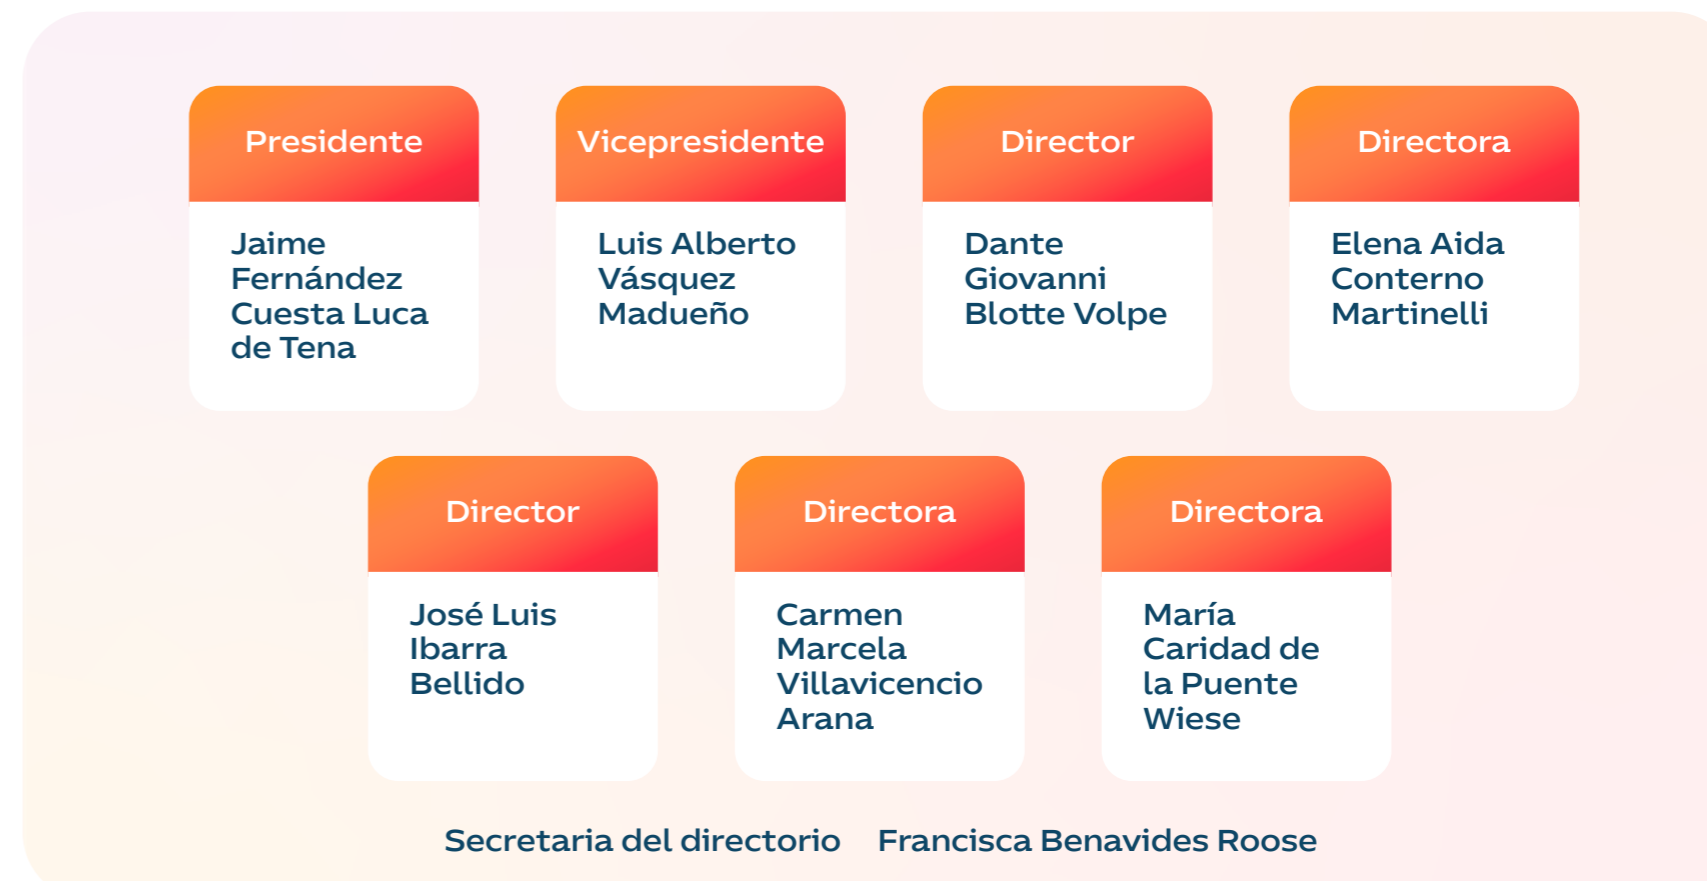 Presidente
Jaime
Fernández
Cuesta Luca
de Tena
Vicepresidente
Luis Alberto
Vásquez
Madueño
Director
Dante
Giovanni
Blotte Volpe
Directora
Elena Aida
Conterno
Martinelli
Director
José Luis
Ibarra
Bellido
Directora
Carmen
Marcela
Villavicencio
Arana
Directora
María
Caridad de
la Puente
Wiese
Secretaria del directorio Francisca Benavides Roose